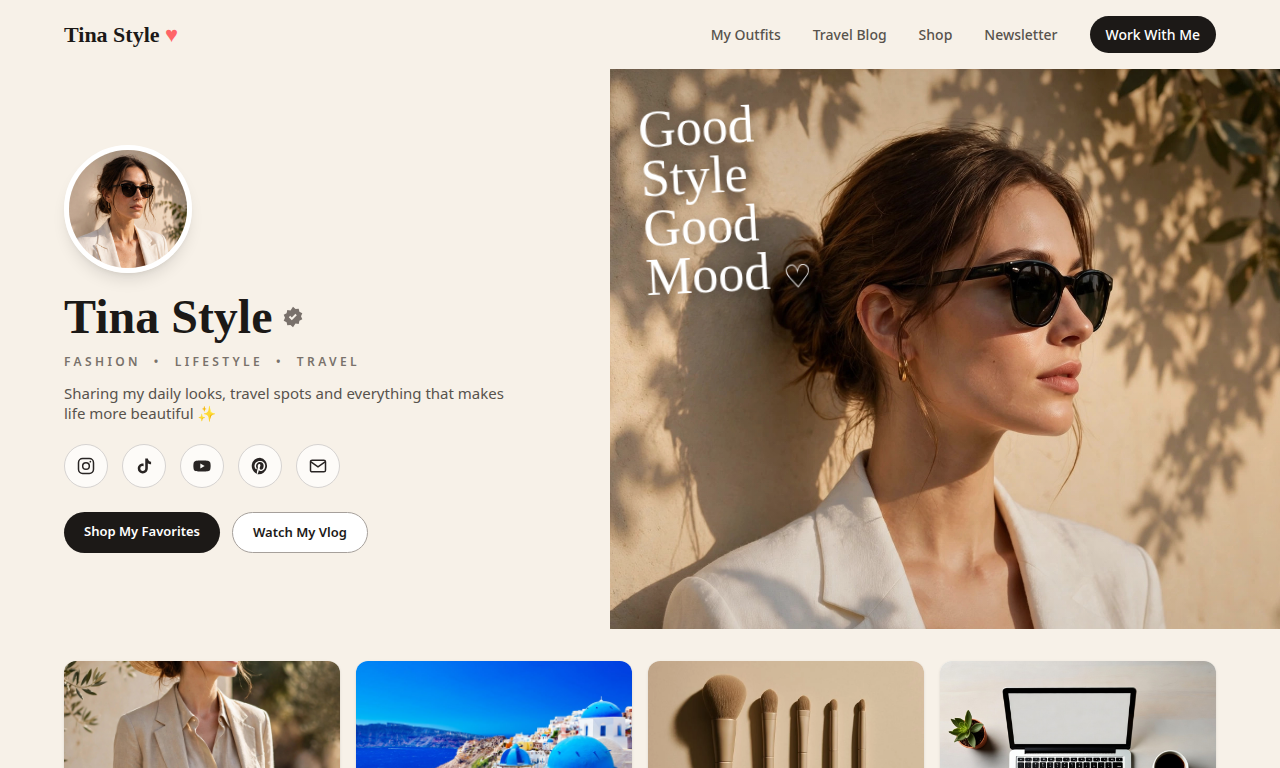 Tina Style ♥
My Outfits
Travel Blog
Shop
Newsletter
Work With Me
Good
Style
Good
Mood ♡
Tina Style
FASHION • LIFESTYLE • TRAVEL
Sharing my daily looks, travel spots and everything that makes
life more beautiful ✨
Shop My Favorites
Watch My Vlog